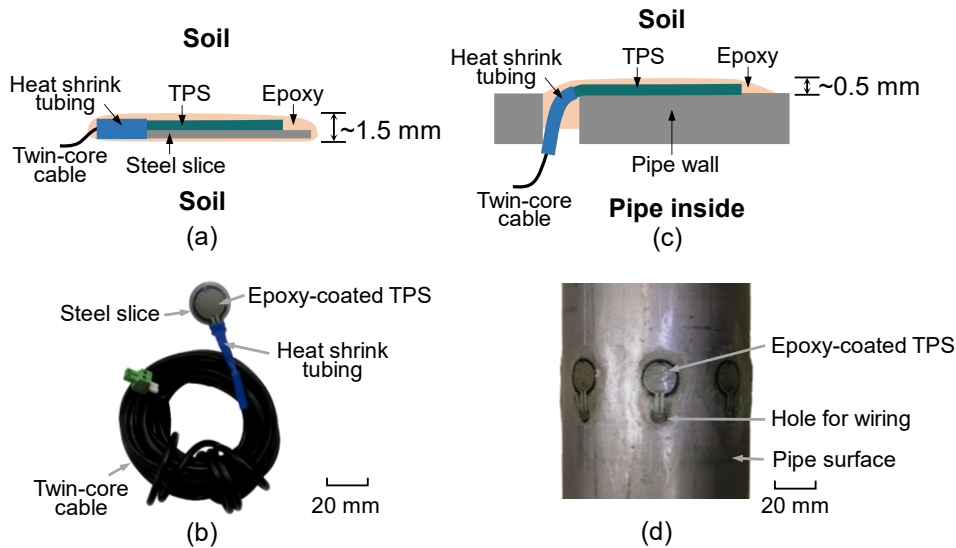 Soil
Heat shrink
tubing
TPS
Epoxy
~1.5 mm
Twin-core
cable
Steel slice
Soil
(a)
Soil
Heat shrink
tubing
TPS
Epoxy
~0.5 mm
Pipe wall
Twin-core
cable
Pipe inside
(c)
Epoxy-coated TPS
Steel slice
Heat shrink
tubing
Twin-core
cable
20 mm
(b)
Epoxy-coated TPS
Hole for wiring
Pipe surface
20 mm
(d)